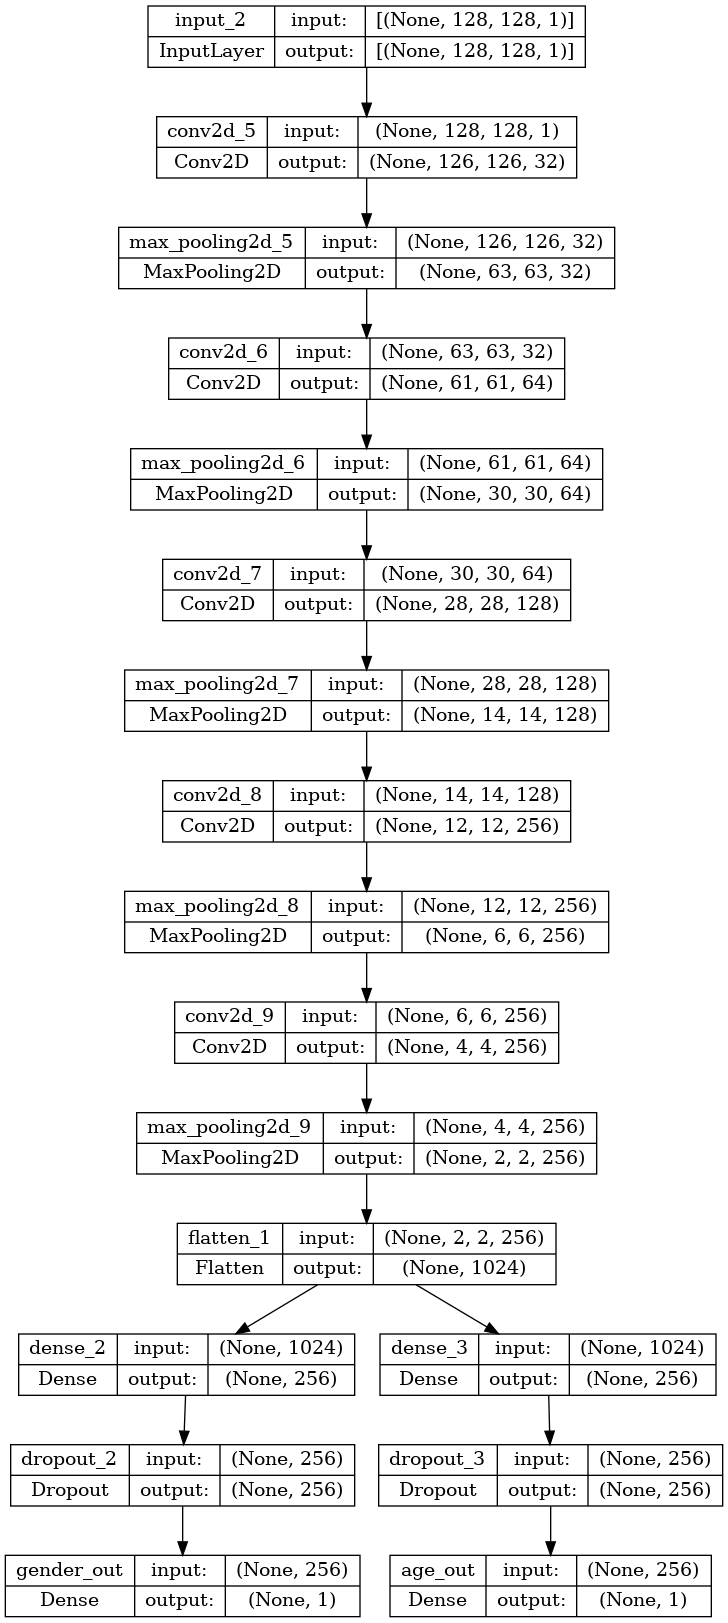 input_2 input: [(None, 128, 128, 1)]
InputLayer output: [(None, 128, 128, 1)]
conv2d_5 input: (None, 128, 128, 1)
Conv2D output: (None, 126, 126, 32)
max_pooling2d_5 input: (None, 126, 126, 32)
MaxPooling2D output: (None, 63, 63, 32)
conv2d_6 input: (None, 63, 63, 32)
Conv2D output: (None, 61, 61, 64)
max_pooling2d_6 input: (None, 61, 61, 64)
MaxPooling2D output: (None, 30, 30, 64)
conv2d_7 input: (None, 30, 30, 64)
Conv2D output: (None, 28, 28, 128)
max_pooling2d_7 input: (None, 28, 28, 128)
MaxPooling2D output: (None, 14, 14, 128)
conv2d_8 input: (None, 14, 14, 128)
Conv2D output: (None, 12, 12, 256)
max_pooling2d_8 input: (None, 12, 12, 256)
MaxPooling2D output: (None, 6, 6, 256)
conv2d_9 input: (None, 6, 6, 256)
Conv2D output: (None, 4, 4, 256)
max_pooling2d_9 input: (None, 4, 4, 256)
MaxPooling2D output: (None, 2, 2, 256)
flatten_1 input: (None, 2, 2, 256)
Flatten output: (None, 1024)
dense_2 input: (None, 1024)
Dense output: (None, 256)
dense_3 input: (None, 1024)
Dense output: (None, 256)
dropout_2 input: (None, 256)
Dropout output: (None, 256)
dropout_3 input: (None, 256)
Dropout output: (None, 256)
gender_out input: (None, 256)
Dense output: (None, 1)
age_out input: (None, 256)
Dense output: (None, 1)